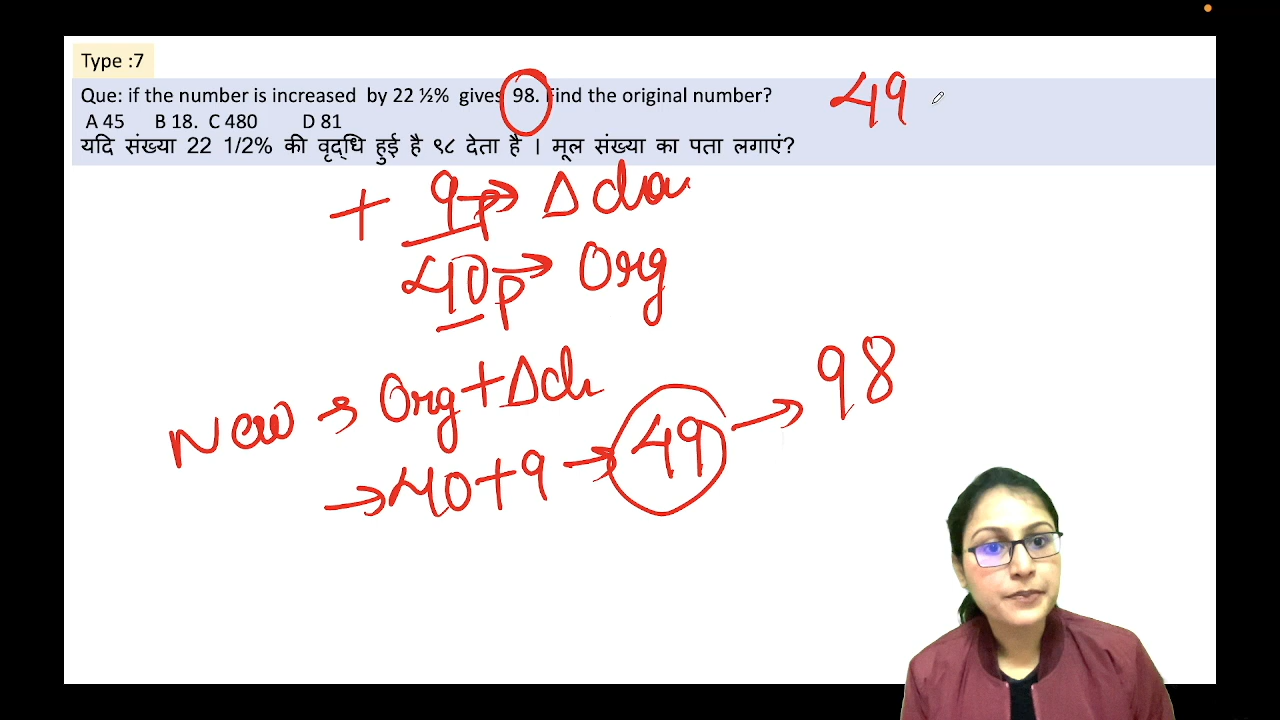 Type :7
Que: if the number is increased by 22 ½% gives 98. Find the original number?
A 45 B 18. C 480 D 81
यदि संख्या 22 1/2% की वृद्धि हुई है ९८ देता है । मूल संख्या का पता लगाएं?
49
+ 9p → Δ cha
40p → Org
New → Org + Δch
→ 40 + 9 → 49 → 98